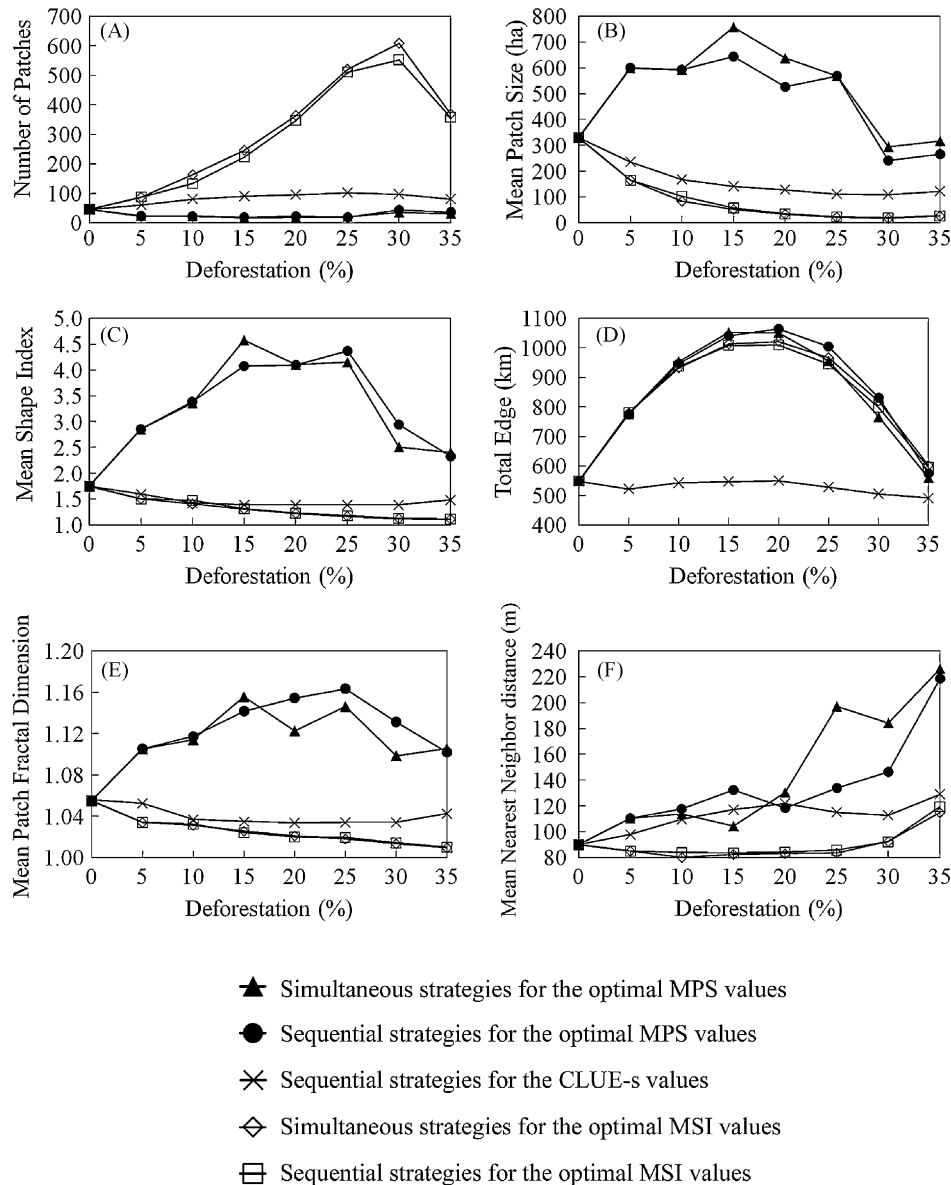 (A)
Number of Patches
700
600
500
400
300
200
100
0
0 5 10 15 20 25 30 35
Deforestation (%)
(B)
Mean Patch Size (ha)
800
700
600
500
400
300
200
100
0
0 5 10 15 20 25 30 35
Deforestation (%)
(C)
Mean Shape Index
5.0
4.5
4.0
3.5
3.0
2.5
2.0
1.5
1.0
0 5 10 15 20 25 30 35
Deforestation (%)
(D)
Total Edge (km)
1100
1000
900
800
700
600
500
400
0 5 10 15 20 25 30 35
Deforestation (%)
(E)
Mean Patch Fractal Dimension
1.20
1.16
1.12
1.08
1.04
1.00
0 5 10 15 20 25 30 35
Deforestation (%)
(F)
Mean Nearest Neighbor distance (m)
240
220
200
180
160
140
120
100
80
0 5 10 15 20 25 30 35
Deforestation (%)
Simultaneous strategies for the optimal MPS values
Sequential strategies for the optimal MPS values
Sequential strategies for the CLUE-s values
Simultaneous strategies for the optimal MSI values
Sequential strategies for the optimal MSI values